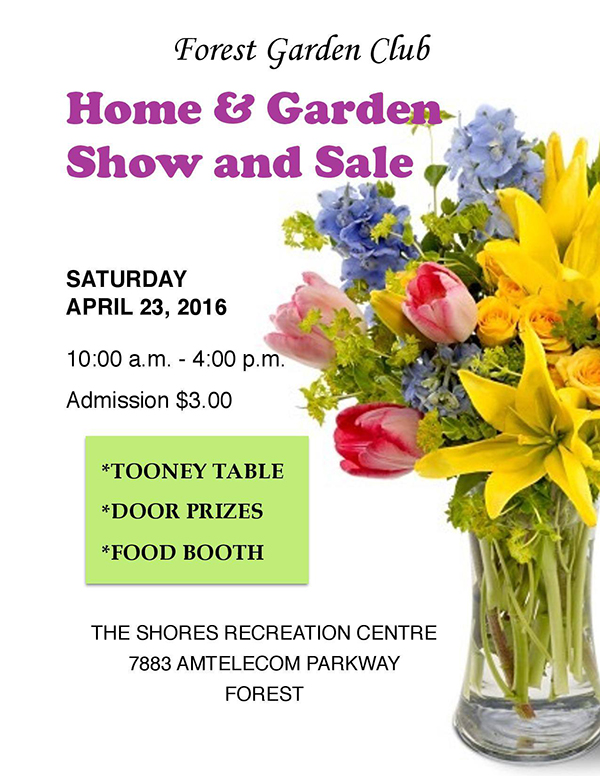 Forest Garden Club
Home & Garden
Show and Sale
SATURDAY
APRIL 23, 2016
10:00 a.m. - 4:00 p.m.
Admission $3.00
*TOONEY TABLE
*DOOR PRIZES
*FOOD BOOTH
THE SHORES RECREATION CENTRE
7883 AMTELECOM PARKWAY
FOREST